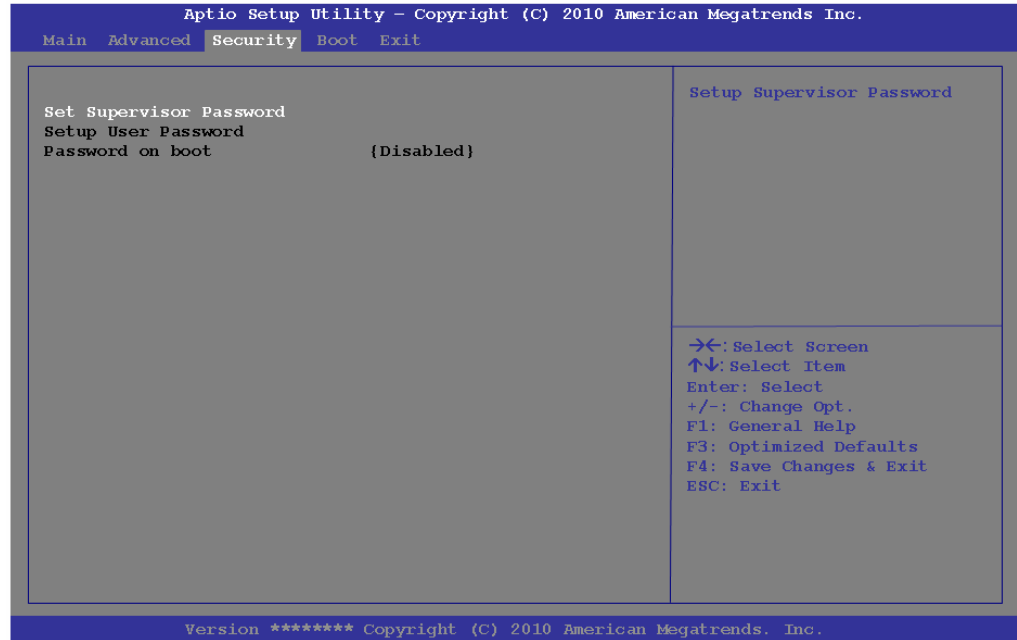 Aptio Setup Utility – Copyright (C) 2010 American Megatrends Inc.
Main Advanced Security Boot Exit
Set Supervisor Password
Setup User Password
Password on boot {Disabled}
Setup Supervisor Password
→←: Select Screen
↑↓: Select Item
Enter: Select
+/-: Change Opt.
F1: General Help
F3: Optimized Defaults
F4: Save Changes & Exit
ESC: Exit
Version ******** Copyright (C) 2010 American Megatrends. Inc.